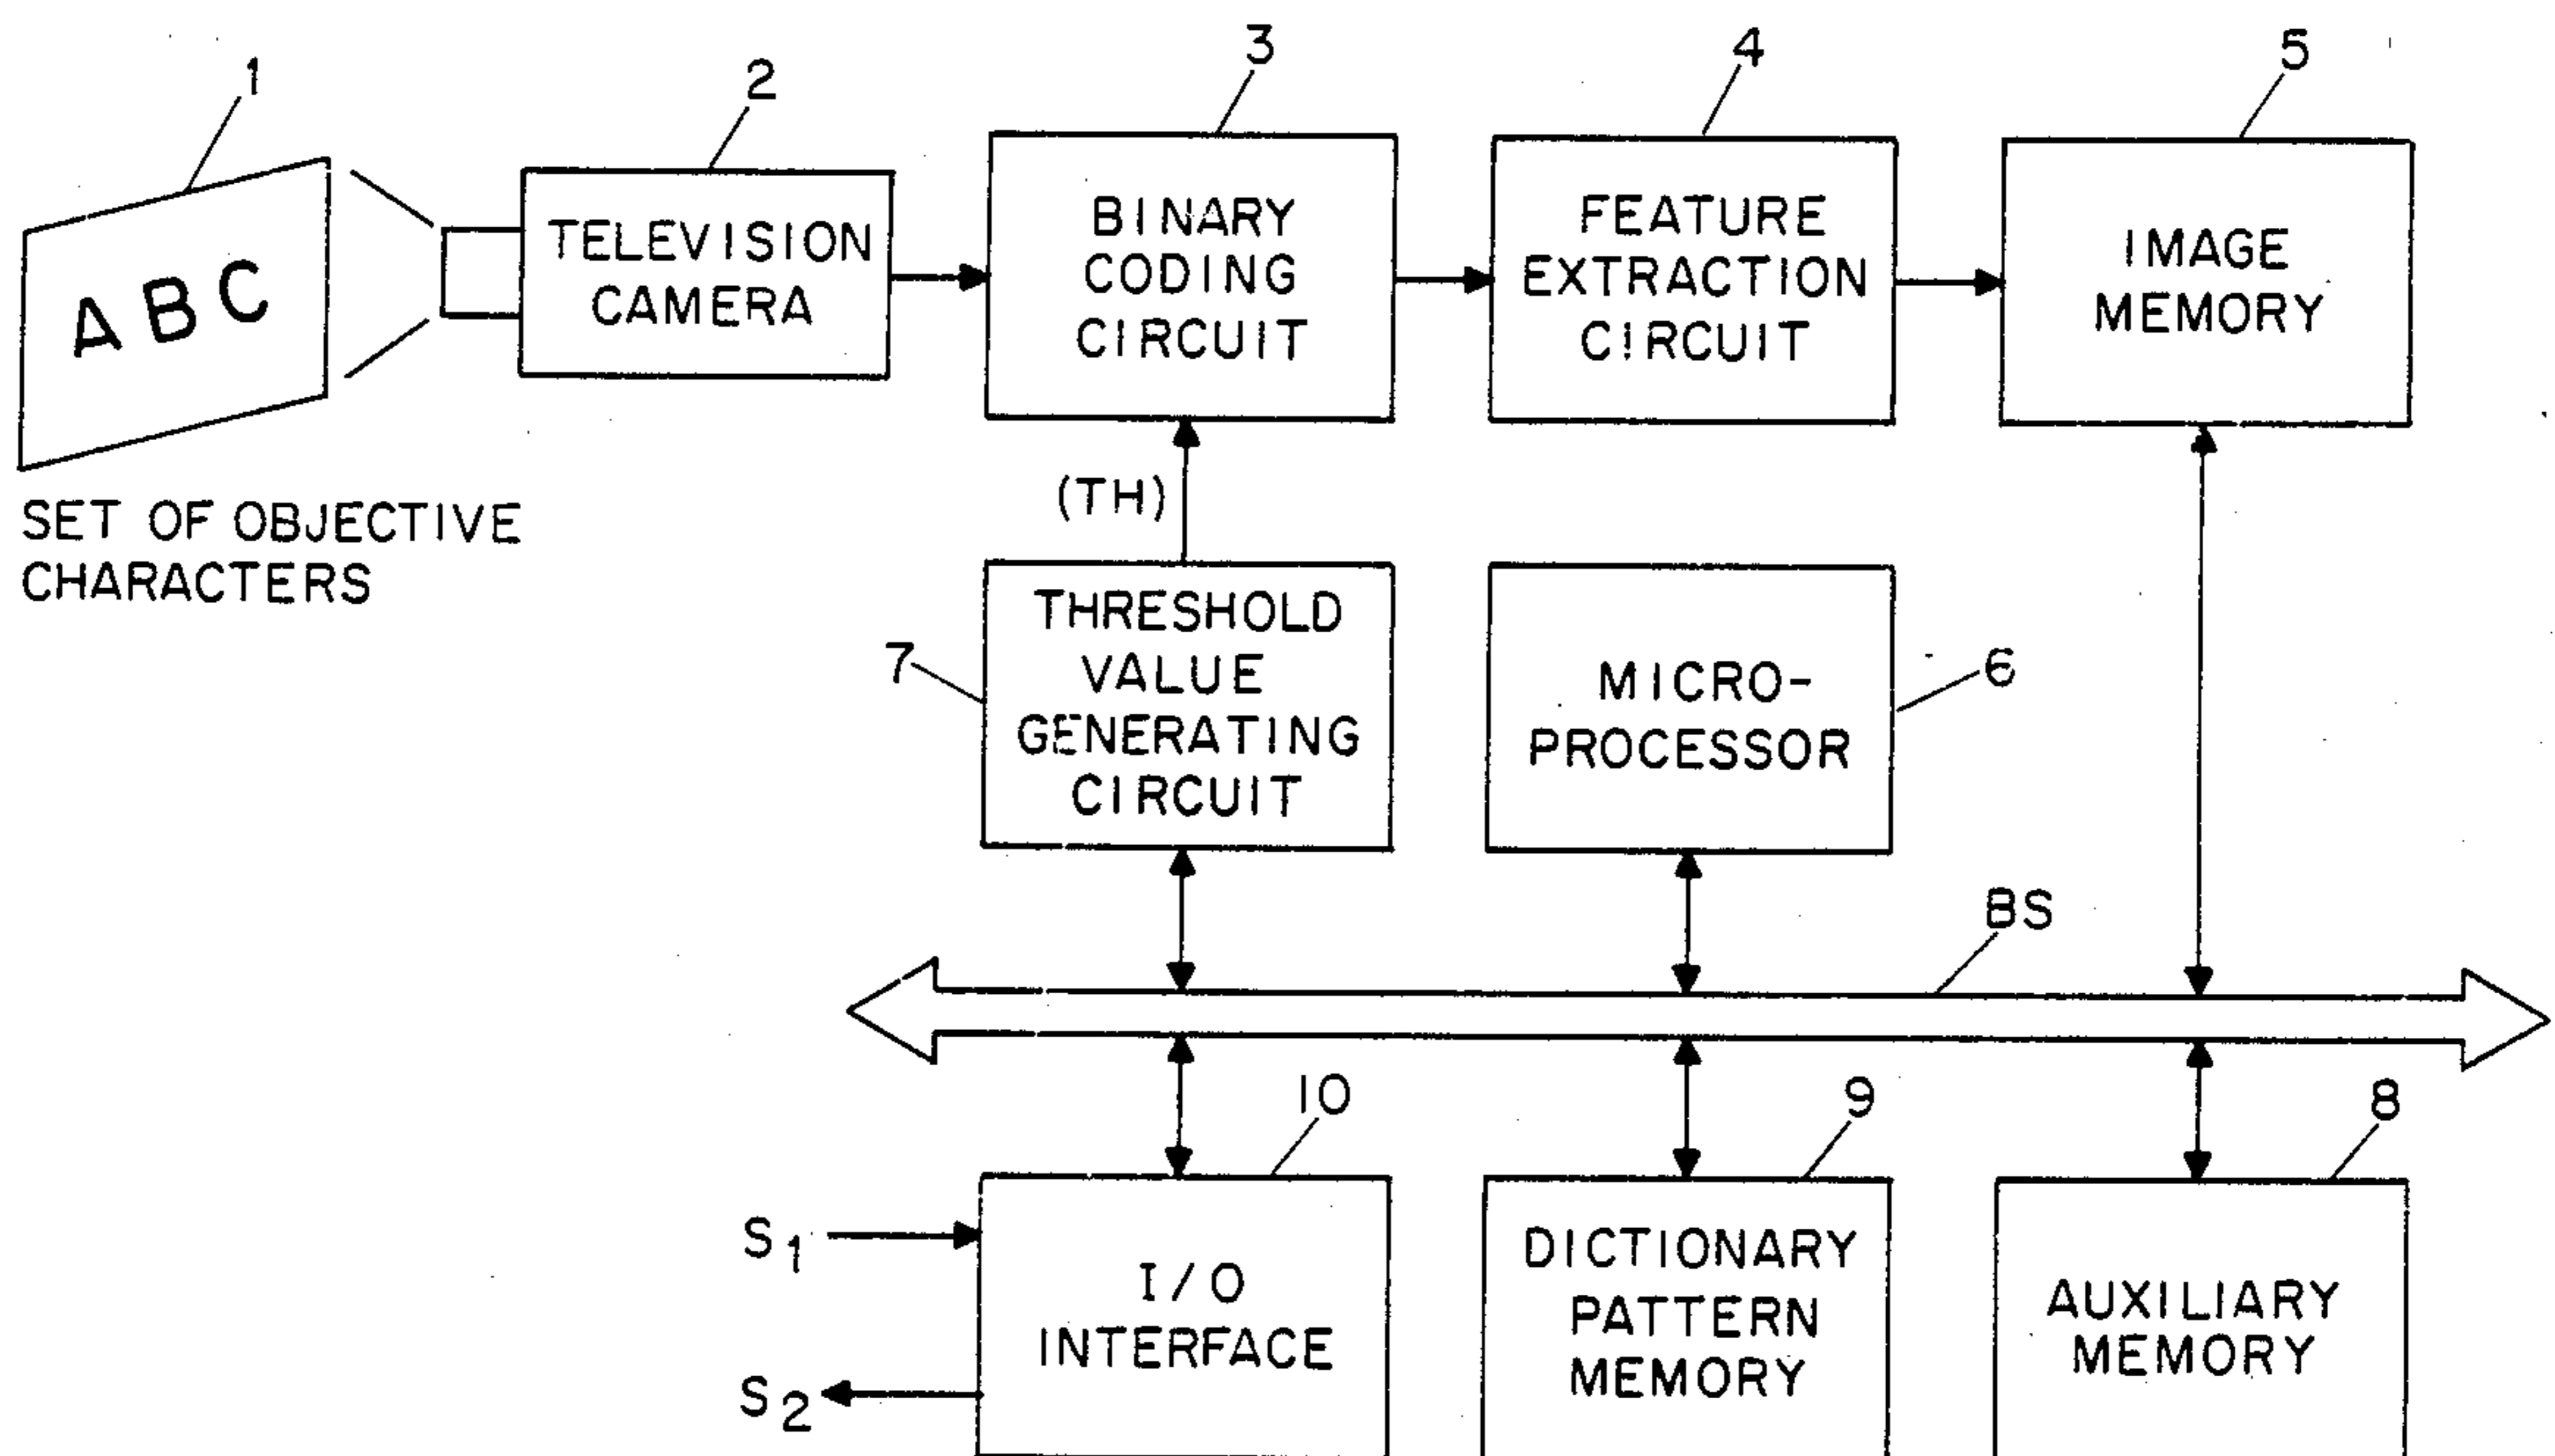 1
2
3
4
5
ABC
TELEVISION
CAMERA
BINARY
CODING
CIRCUIT
FEATURE
EXTRACTION
CIRCUIT
IMAGE
MEMORY
SET OF OBJECTIVE
CHARACTERS
(TH)
7
THRESHOLD
VALUE
GENERATING
CIRCUIT
MICRO-
PROCESSOR
6
BS
10
9
8
S1
I/O
INTERFACE
S2
DICTIONARY
PATTERN
MEMORY
AUXILIARY
MEMORY